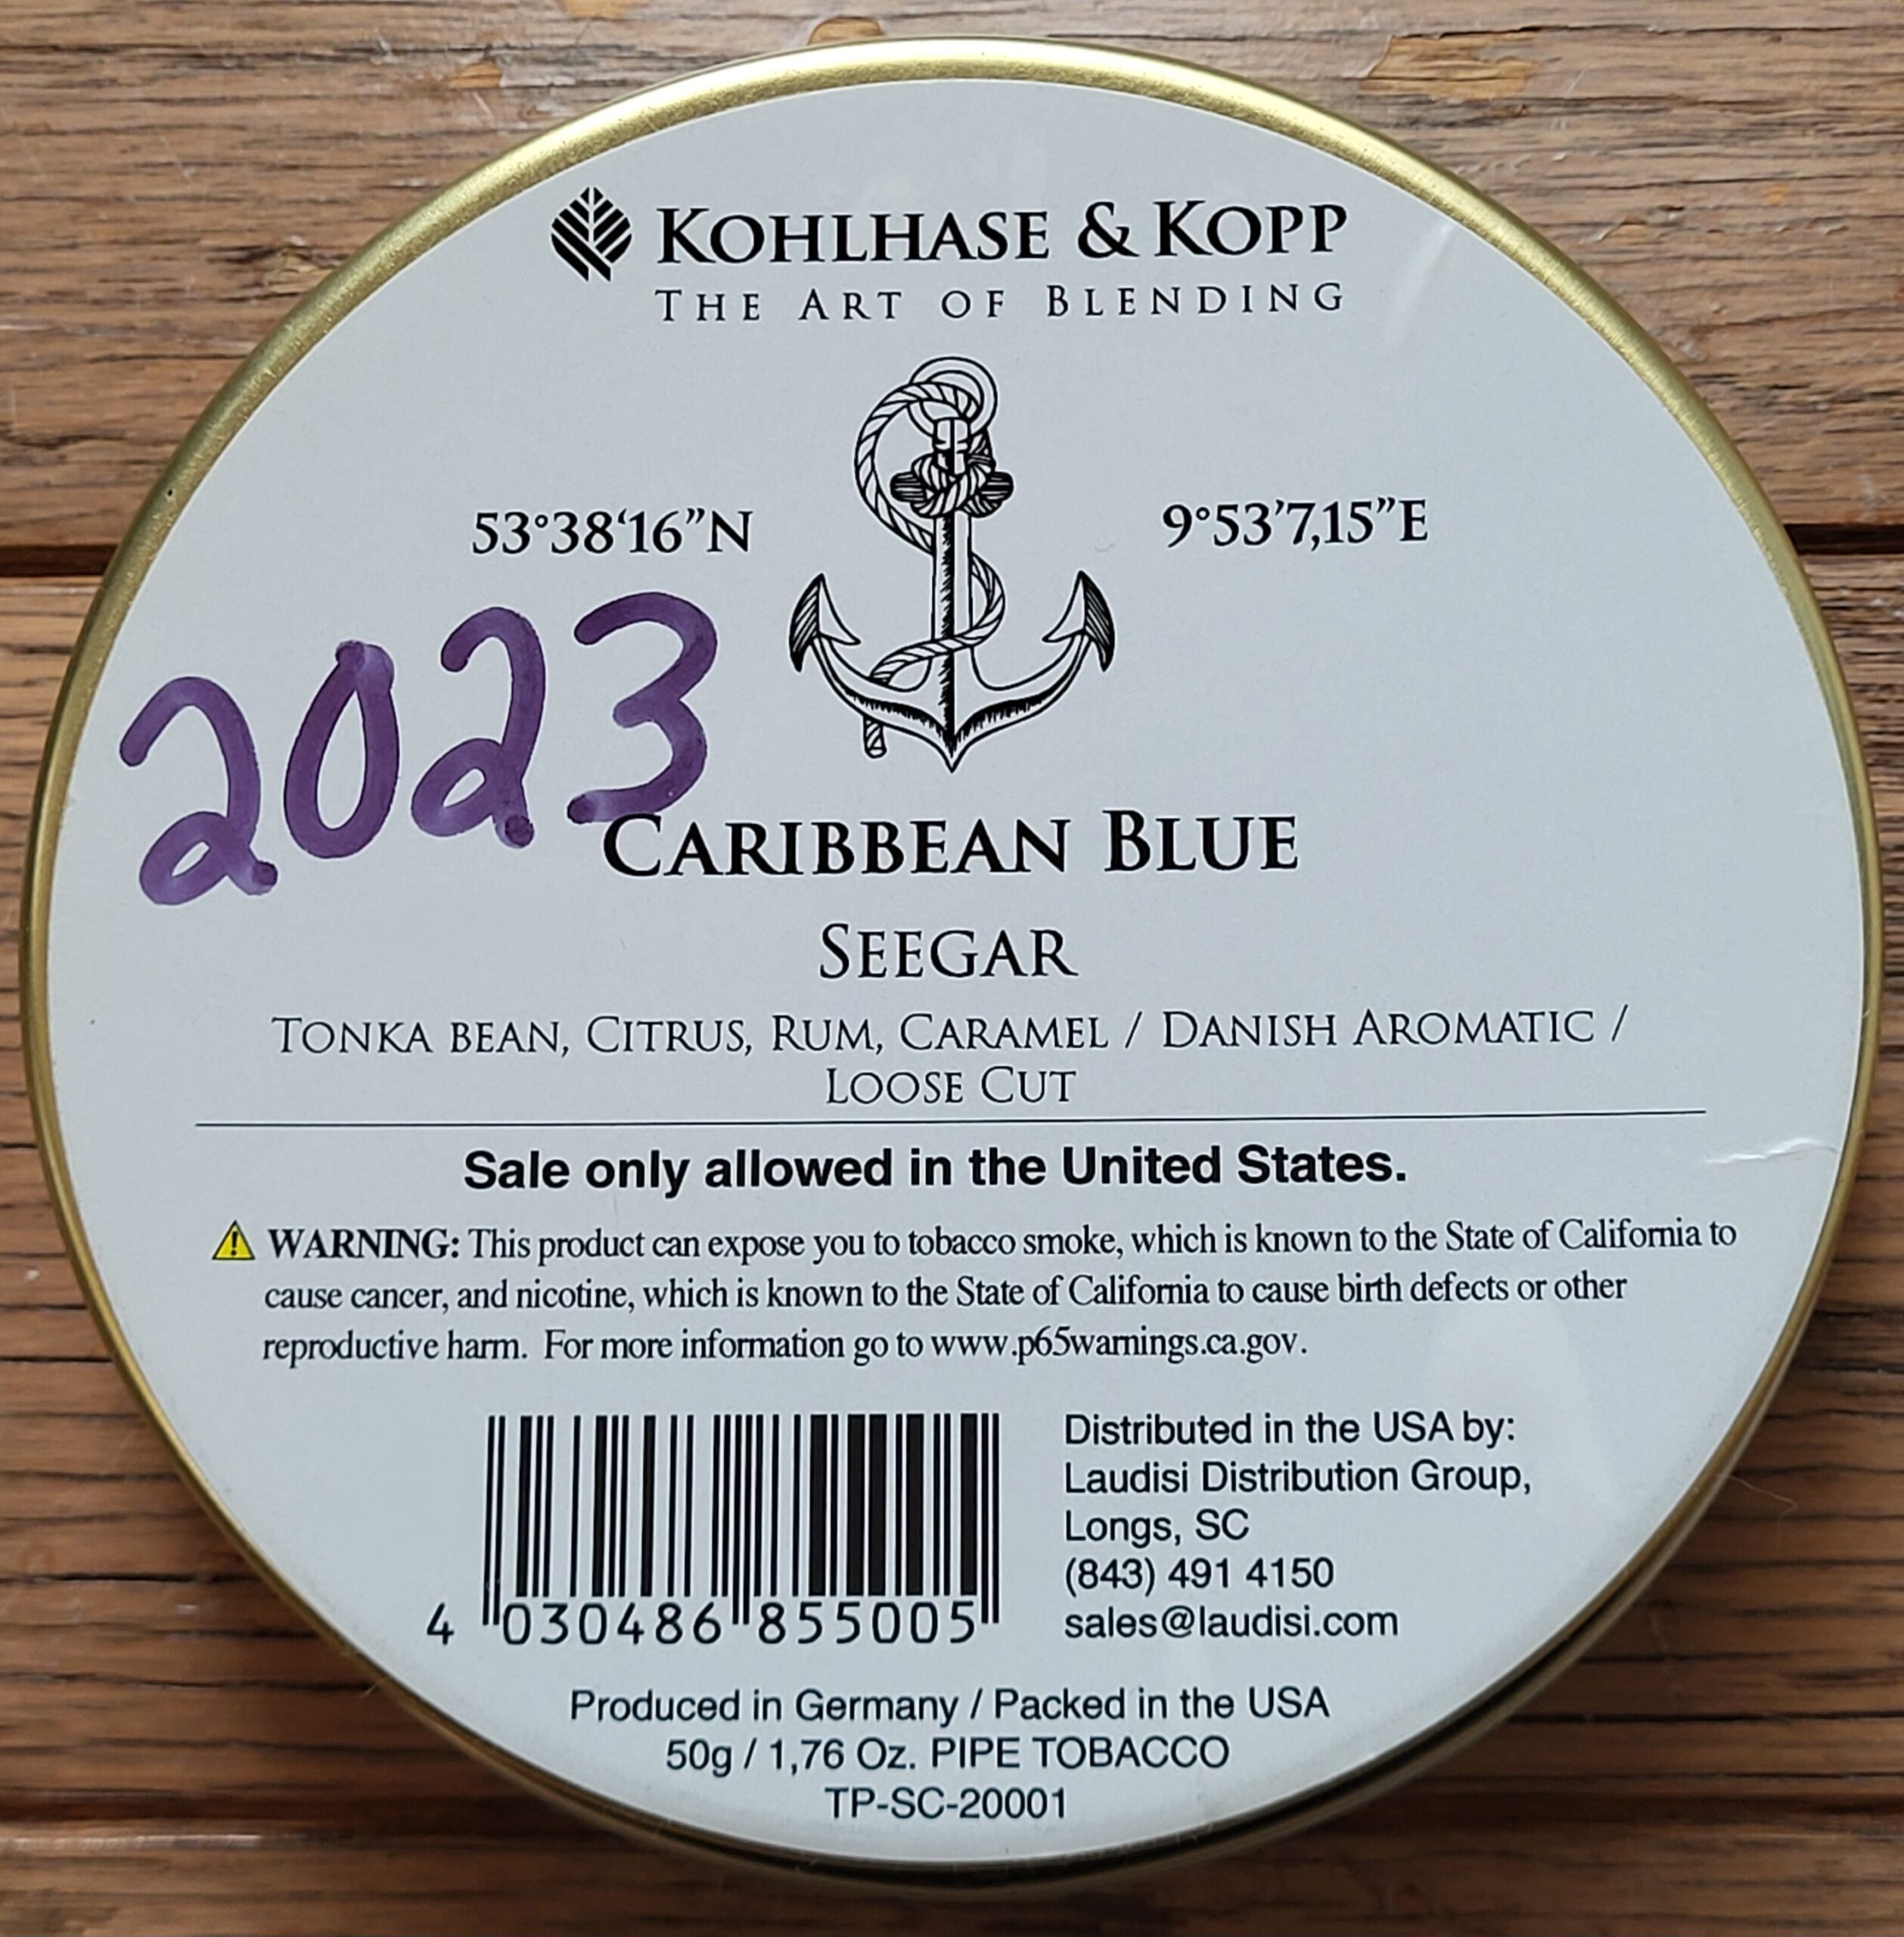 KOHLHASE & KOPP
THE ART OF BLENDING
53°38‘16”N
9°53’7,15”E
2023
CARIBBEAN BLUE
SEEGAR
TONKA BEAN, CITRUS, RUM, CARAMEL / DANISH AROMATIC /
LOOSE CUT
Sale only allowed in the United States.
WARNING: This product can expose you to tobacco smoke, which is known to the State of California to
cause cancer, and nicotine, which is known to the State of California to cause birth defects or other
reproductive harm. For more information go to www.p65warnings.ca.gov.
Distributed in the USA by:
Laudisi Distribution Group,
Longs, SC
(843) 491 4150
sales@laudisi.com
4 030486 855005
Produced in Germany / Packed in the USA
50g / 1,76 Oz. PIPE TOBACCO
TP-SC-20001